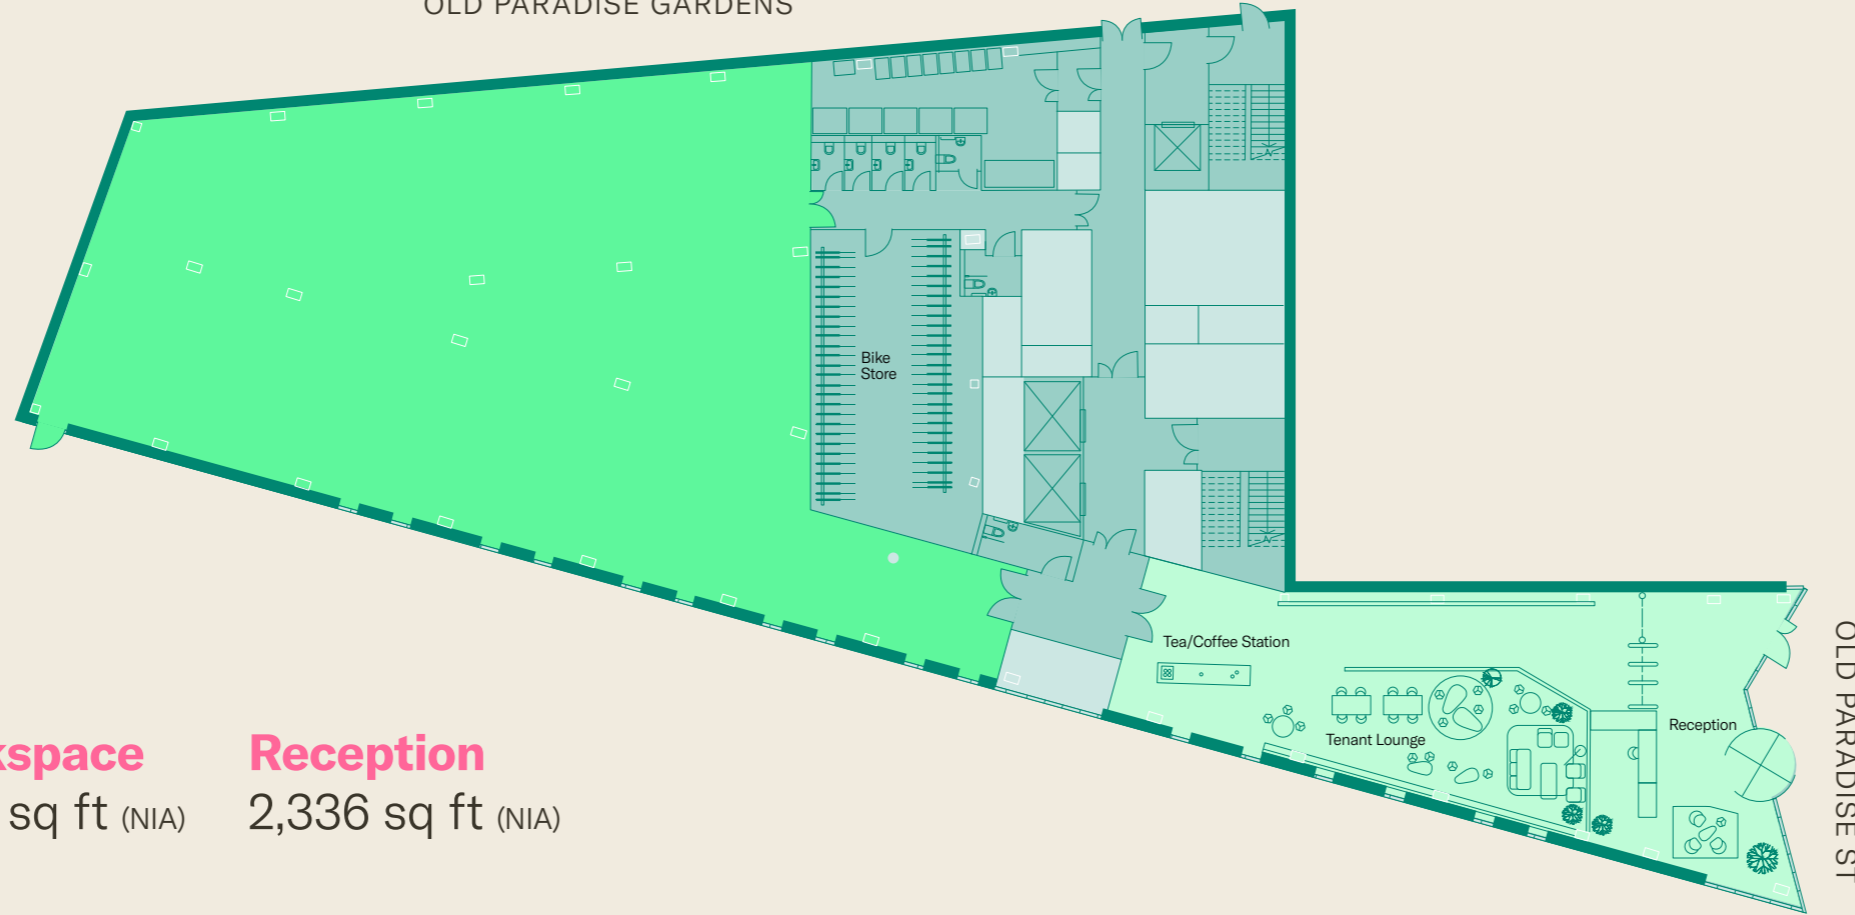 OLD PARADISE GARDENS
Bike
Store
Tea/Coffee Station
Tenant Lounge
Reception
OLD PARADISE ST
kspace
sq ft (NIA)
Reception
2,336 sq ft (NIA)